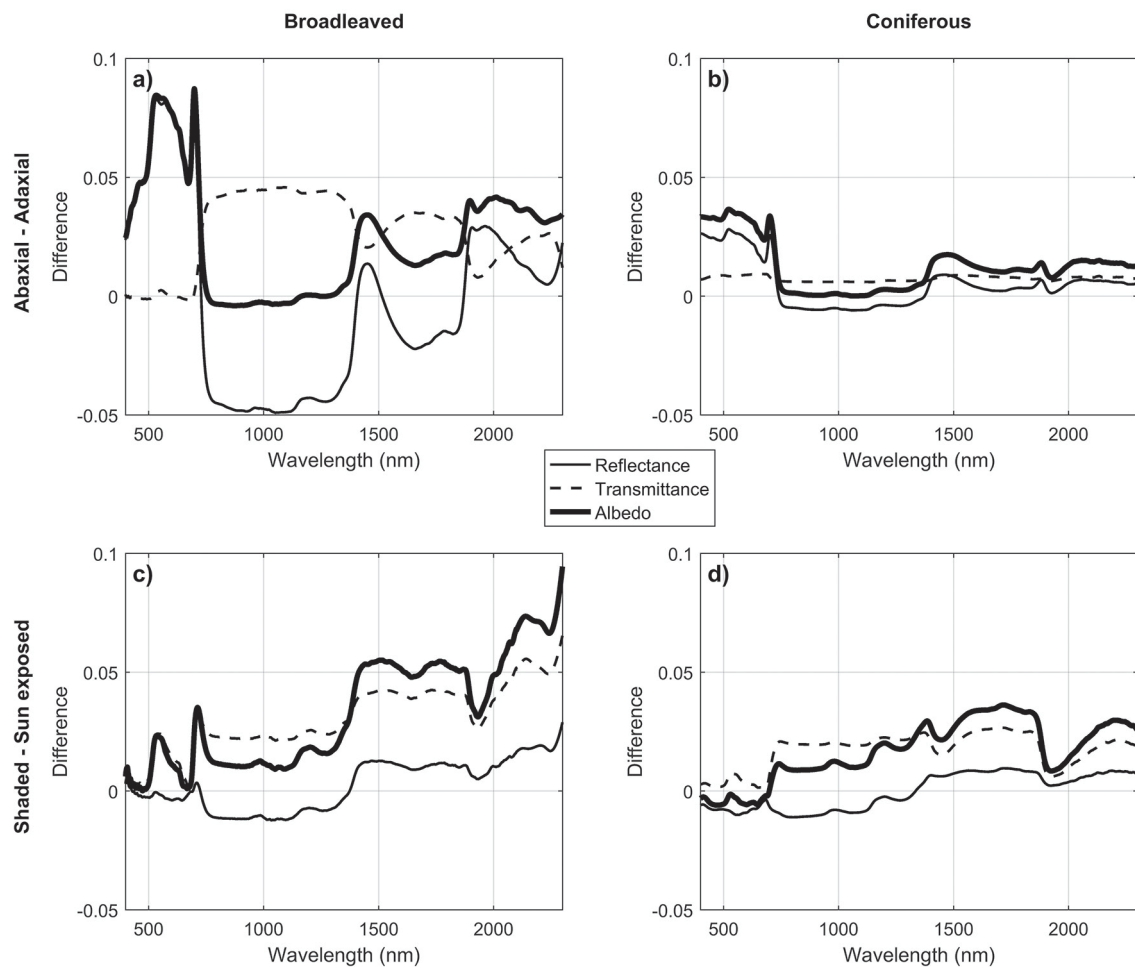 Broadleaved
Coniferous
Abaxial - Adaxial
a)
0.1
0.05
0
-0.05
Difference
500 1000 1500 2000
Wavelength (nm)
b)
0.1
0.05
0
-0.05
Difference
500 1000 1500 2000
Wavelength (nm)
Reflectance
Transmittance
Albedo
Shaded - Sun exposed
c)
0.1
0.05
0
-0.05
Difference
500 1000 1500 2000
Wavelength (nm)
d)
0.1
0.05
0
-0.05
Difference
500 1000 1500 2000
Wavelength (nm)